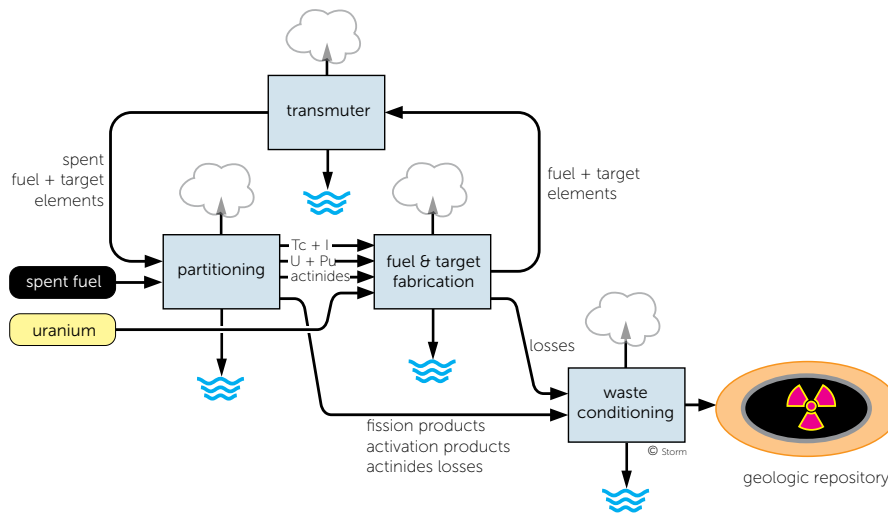 transmuter
spent
fuel + target
elements
fuel + target
elements
Tc + I
U + Pu
actinides
partitioning
fuel & target
fabrication
spent fuel
uranium
losses
waste
conditioning
fission products
activation products
actinides losses
© Storm
geologic repository